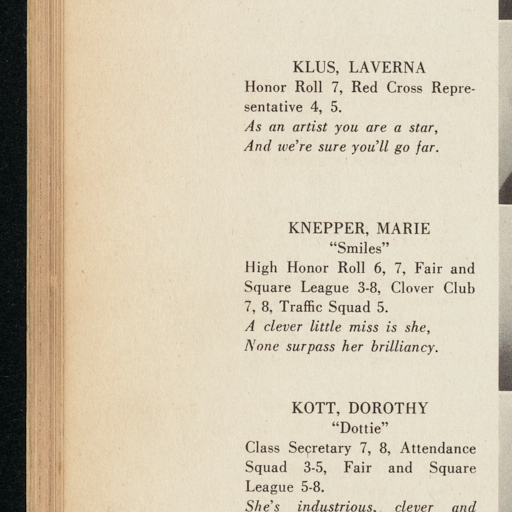 KLUS, LAVERNA
Honor Roll 7, Red Cross Repre-
sentative 4, 5.
As an artist you are a star,
And we're sure you'll go far.
KNEPPER, MARIE
“Smiles”
High Honor Roll 6, 7, Fair and
Square League 3-8, Clover Club
7, 8, Traffic Squad 5.
A clever little miss is she,
None surpass her brilliancy.
KOTT, DOROTHY
“Dottie”
Class Secretary 7, 8, Attendance
Squad 3-5, Fair and Square
League 5-8.
She's industrious, clever and